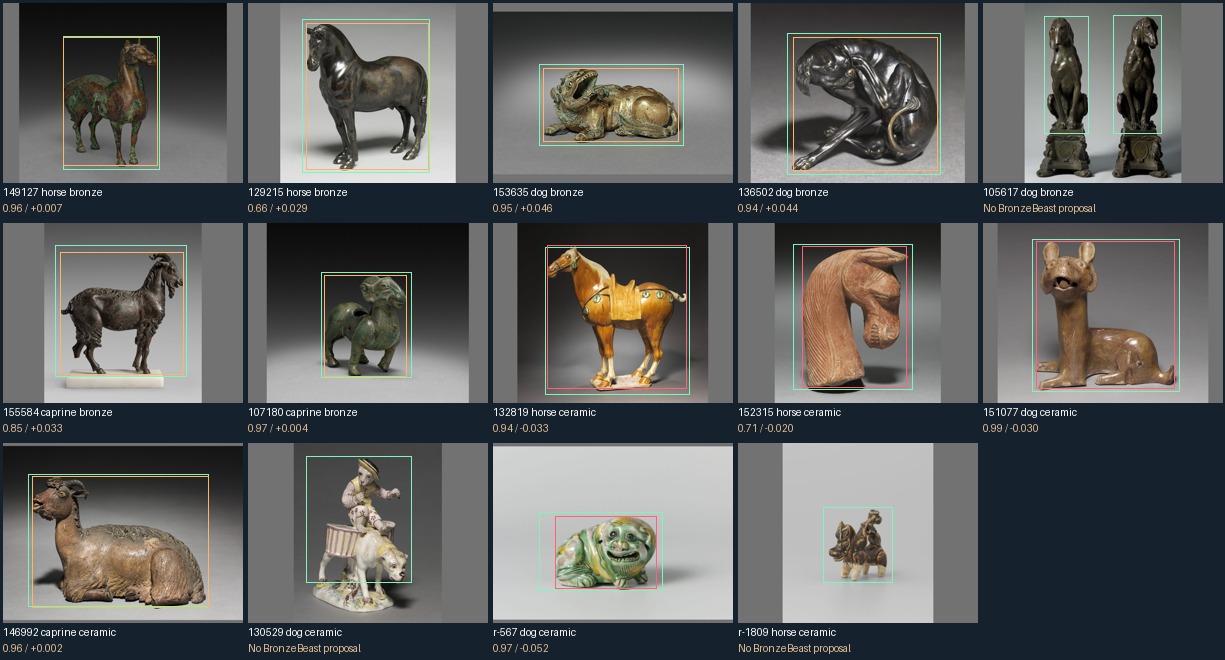 149127 horse bronze
0.96 / +0.007
129215 horse bronze
0.66 / +0.029
153635 dog bronze
0.95 / +0.046
136502 dog bronze
0.94 / +0.044
105617 dog bronze
No BronzeBeast proposal
155584 caprine bronze
0.85 / +0.033
107180 caprine bronze
0.97 / +0.004
132819 horse ceramic
0.94 / -0.033
152315 horse ceramic
0.71 / -0.020
151077 dog ceramic
0.99 / -0.030
146992 caprine ceramic
0.96 / +0.002
130529 dog ceramic
No BronzeBeast proposal
r-567 dog ceramic
0.97 / -0.052
r-1809 horse ceramic
No BronzeBeast proposal